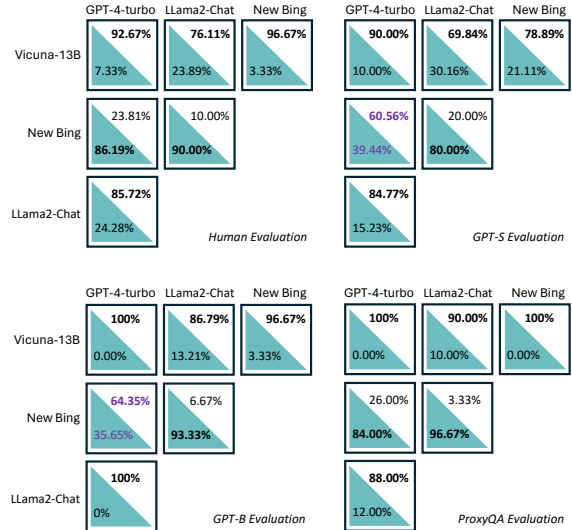 GPT-4-turbo LLama2-Chat New Bing
Vicuna-13B
92.67% 76.11% 96.67%
7.33% 23.89% 3.33%
New Bing
23.81% 10.00%
86.19% 90.00%
LLama2-Chat
85.72%
24.28%
Human Evaluation
GPT-4-turbo LLama2-Chat New Bing
90.00% 69.84% 78.89%
10.00% 30.16% 21.11%
60.56% 20.00%
39.44% 80.00%
84.77%
15.23%
GPT-S Evaluation
GPT-4-turbo LLama2-Chat New Bing
Vicuna-13B
100% 86.79% 96.67%
0.00% 13.21% 3.33%
New Bing
64.35% 6.67%
35.65% 93.33%
LLama2-Chat
100%
0%
GPT-B Evaluation
GPT-4-turbo LLama2-Chat New Bing
100% 90.00% 100%
0.00% 10.00% 0.00%
26.00% 3.33%
84.00% 96.67%
88.00%
12.00%
ProxyQA Evaluation